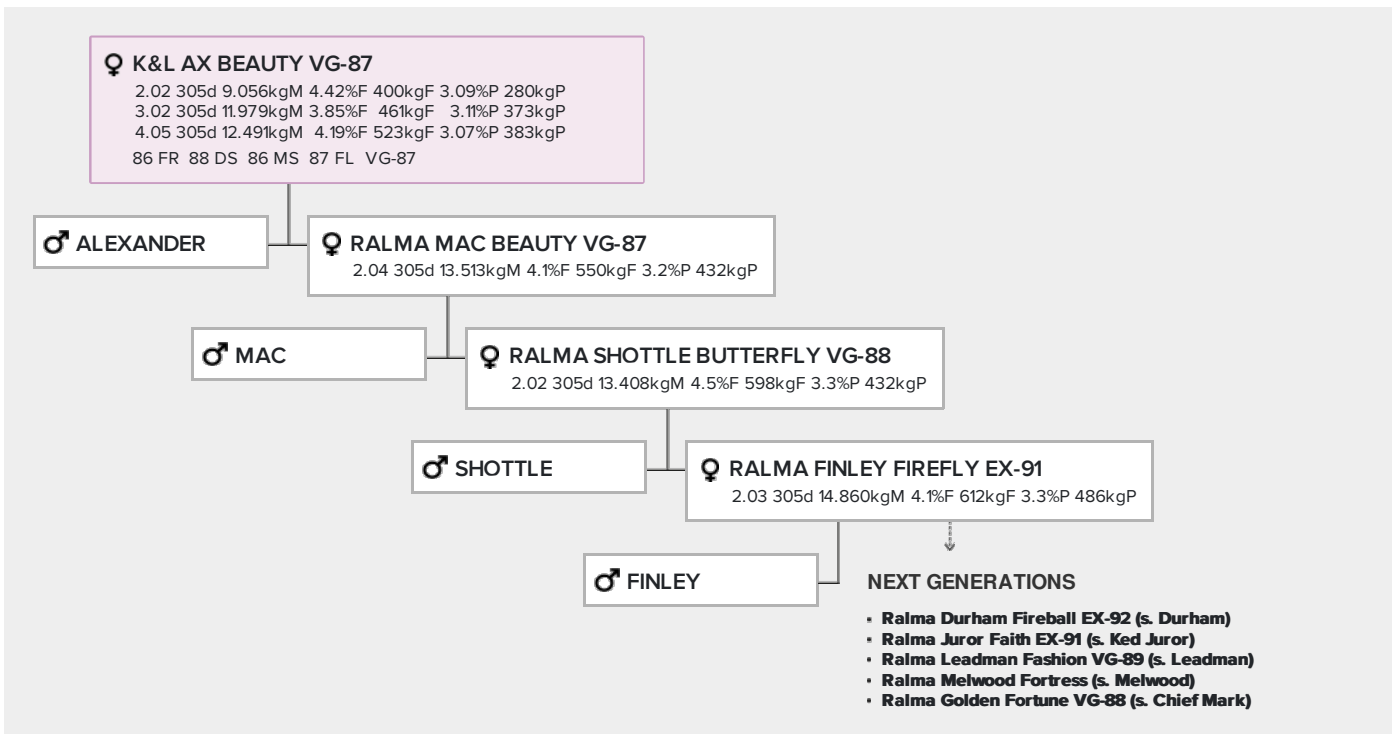 ♀ K&L AX BEAUTY VG-87
2.02 305d 9.056kgM 4.42%F 400kgF 3.09%P 280kgP
3.02 305d 11.979kgM 3.85%F 461kgF 3.11%P 373kgP
4.05 305d 12.491kgM 4.19%F 523kgF 3.07%P 383kgP
86 FR 88 DS 86 MS 87 FL VG-87
♂ ALEXANDER
♀ RALMA MAC BEAUTY VG-87
2.04 305d 13.513kgM 4.1%F 550kgF 3.2%P 432kgP
♂ MAC
♀ RALMA SHOTTLE BUTTERFLY VG-88
2.02 305d 13.408kgM 4.5%F 598kgF 3.3%P 432kgP
♂ SHOTTLE
♀ RALMA FINLEY FIREFLY EX-91
2.03 305d 14.860kgM 4.1%F 612kgF 3.3%P 486kgP
♂ FINLEY
NEXT GENERATIONS
• Ralma Durham Fireball EX-92 (s. Durham)
• Ralma Juror Faith EX-91 (s. Ked Juror)
• Ralma Leadman Fashion VG-89 (s. Leadman)
• Ralma Melwood Fortress (s. Melwood)
• Ralma Golden Fortune VG-88 (s. Chief Mark)